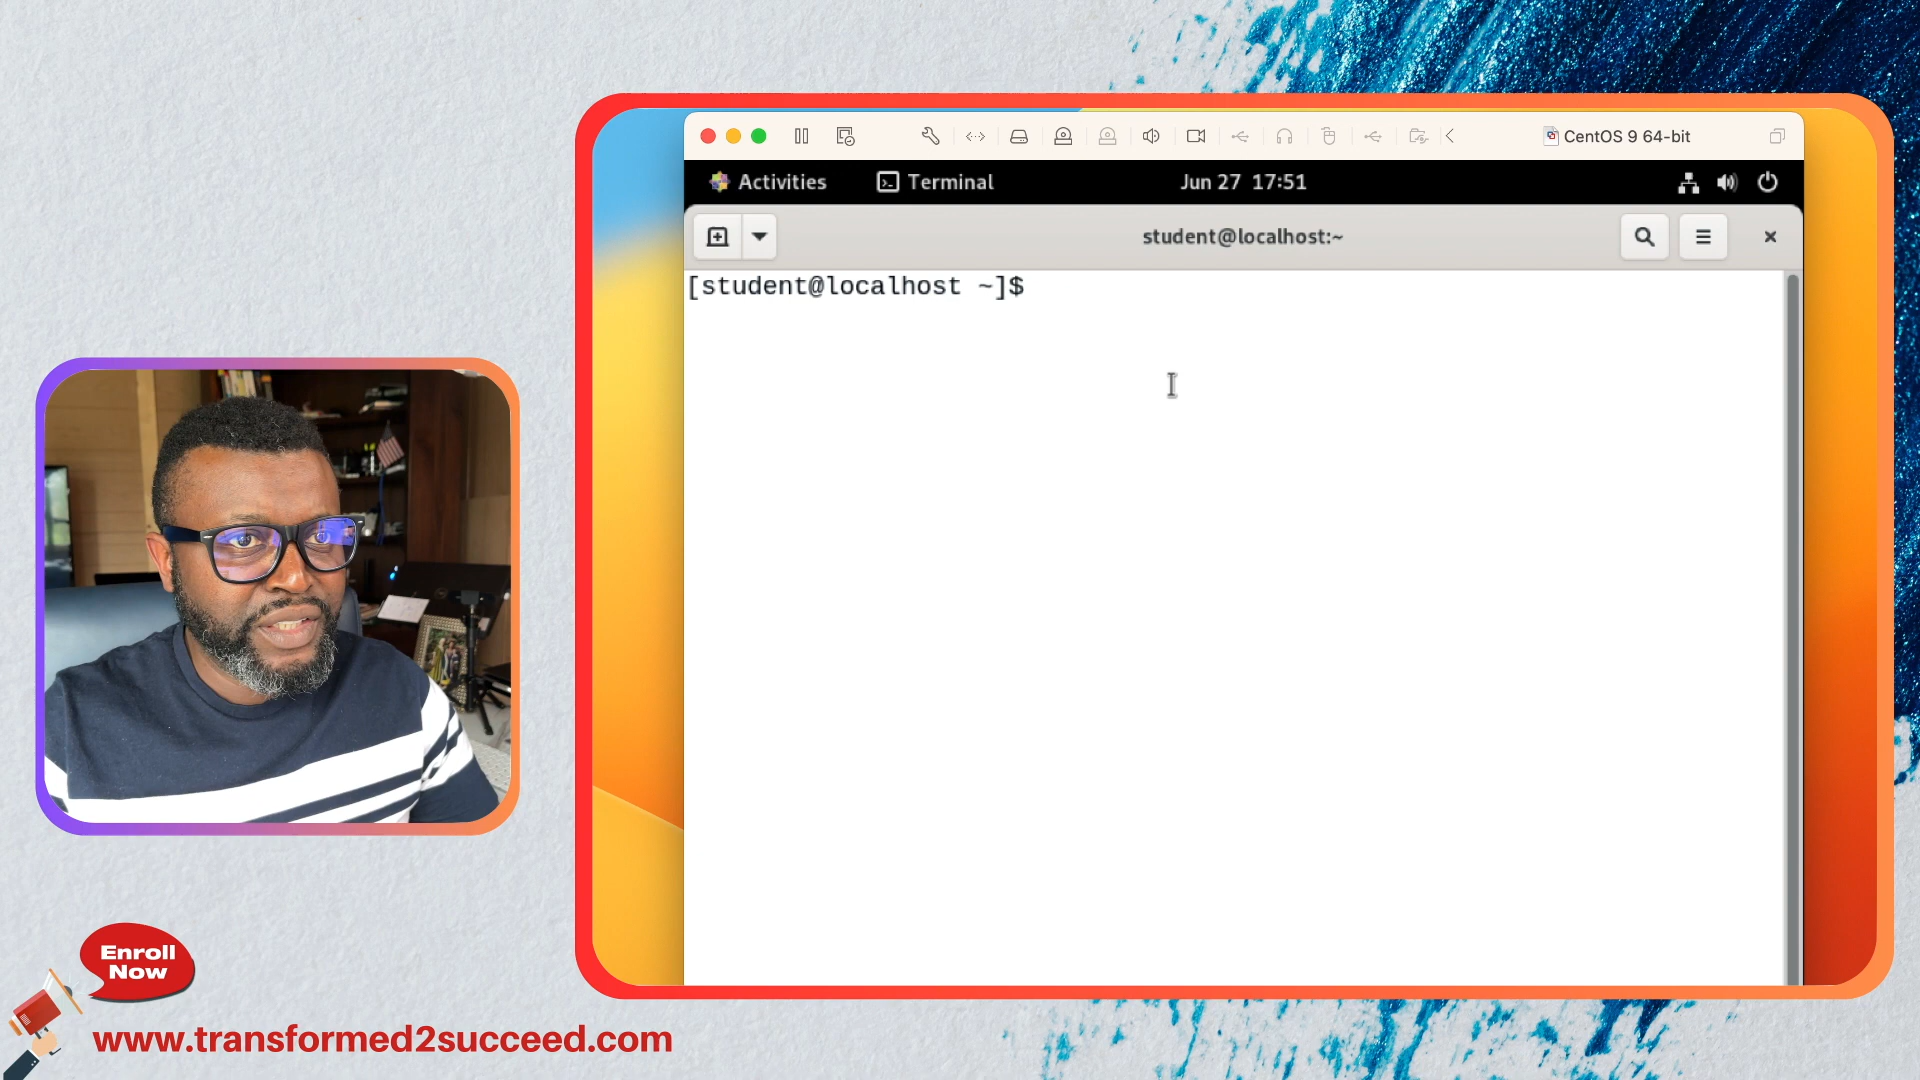 CentOS 9 64-bit
Activities
Terminal
Jun 27 17:51
student@localhost:~
[student@localhost ~]$
Enroll
Now
www.transformed2succeed.com